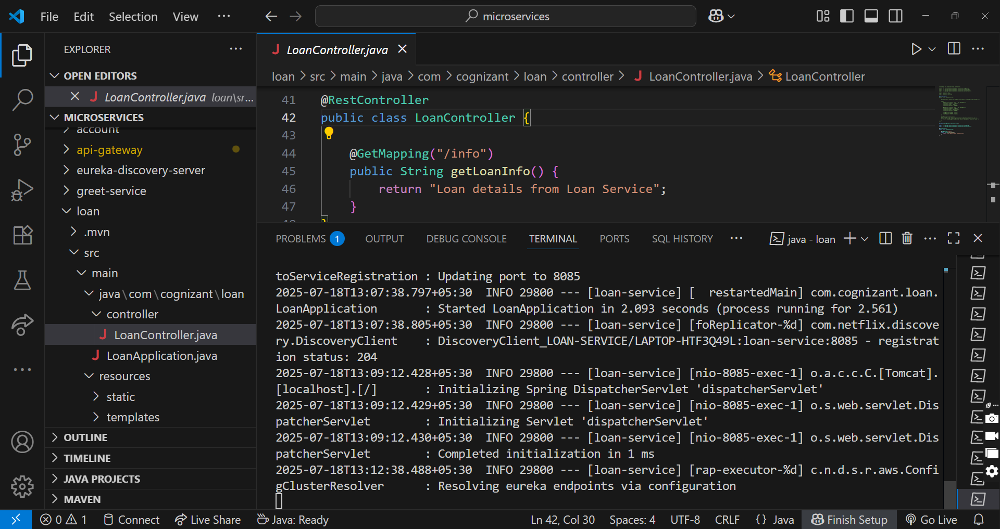 File Edit Selection View ···
microservices
EXPLORER ···
OPEN EDITORS
LoanController.java loan\sr...
MICROSERVICES
account
api-gateway
eureka-discovery-server
greet-service
loan
.mvn
src
main
java\com\cognizant\loan
controller
LoanController.java
LoanApplication.java
resources
static
templates
OUTLINE
TIMELINE
JAVA PROJECTS
MAVEN
LoanController.java
loan > src > main > java > com > cognizant > loan > controller > LoanController.java > LoanController
41 @RestController
42 public class LoanController {
43
44 @GetMapping("/info")
45 public String getLoanInfo() {
46 return "Loan details from Loan Service";
47 }
48 }
PROBLEMS 1 OUTPUT DEBUG CONSOLE TERMINAL PORTS SQL HISTORY ··· java - loan
toServiceRegistration : Updating port to 8085
2025-07-18T13:07:38.797+05:30  INFO 29800 --- [loan-service] [  restartedMain] com.cognizant.loan.
LoanApplication       : Started LoanApplication in 2.093 seconds (process running for 2.561)
2025-07-18T13:07:38.805+05:30  INFO 29800 --- [loan-service] [foReplicator-%d] com.netflix.discove
ry.DiscoveryClient    : DiscoveryClient_LOAN-SERVICE/LAPTOP-HTF3Q49L:loan-service:8085 - registrat
ion status: 204
2025-07-18T13:09:12.428+05:30  INFO 29800 --- [loan-service] [nio-8085-exec-1] o.a.c.c.C.[Tomcat].
[localhost].[/]       : Initializing Spring DispatcherServlet 'dispatcherServlet'
2025-07-18T13:09:12.429+05:30  INFO 29800 --- [loan-service] [nio-8085-exec-1] o.s.web.servlet.Dis
patcherServlet        : Initializing Servlet 'dispatcherServlet'
2025-07-18T13:09:12.430+05:30  INFO 29800 --- [loan-service] [nio-8085-exec-1] o.s.web.servlet.Dis
patcherServlet        : Completed initialization in 1 ms
2025-07-18T13:12:38.488+05:30  INFO 29800 --- [loan-service] [rap-executor-%d] c.n.d.s.r.aws.Confi
gClusterResolver      : Resolving eureka endpoints via configuration
0 1 Connect Live Share Java: Ready Ln 42, Col 30 Spaces: 4 UTF-8 CRLF {} Java Finish Setup Go Live